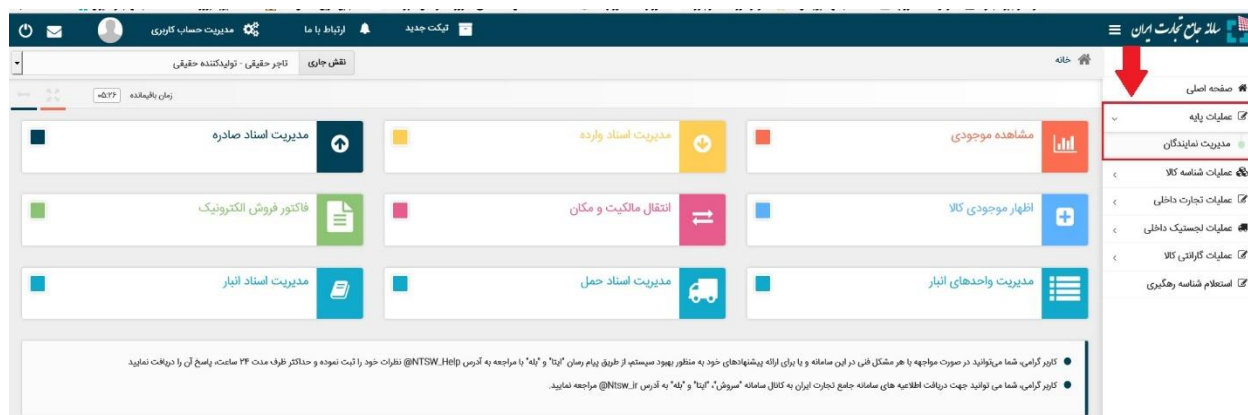 سامانه جامع تجارت ایران
تیکت جدید
ارتباط با ما
مدیریت حساب کاربری
خانه
نقش جاری
تاجر حقیقی - تولیدکننده حقیقی
زمان باقیمانده
۰۵:۲۶
صفحه اصلی
عملیات پایه
مدیریت نمایندگان
عملیات شناسه کالا
عملیات تجارت داخلی
عملیات لجستیک داخلی
عملیات گارانتی کالا
استعلام شناسه رهگیری
مشاهده موجودی
مدیریت اسناد وارده
مدیریت اسناد صادره
اظهار موجودی کالا
انتقال مالکیت و مکان
فاکتور فروش الکترونیک
مدیریت واحدهای انبار
مدیریت اسناد حمل
مدیریت اسناد انبار
کاربر گرامی، شما می‌توانید در صورت مواجهه با هر مشکل فنی در این سامانه و یا برای ارائه پیشنهادهای خود به منظور بهبود سیستم، از طریق پیام رسان "ایتا" و "بله" با مراجعه به آدرس NTSW_Help@ نظرات خود را ثبت نموده و حداکثر ظرف مدت ۲۴ ساعت، پاسخ آن را دریافت نمایید
کاربر گرامی، شما می توانید جهت دریافت اطلاعیه های سامانه جامع تجارت ایران به کانال سامانه "سروش"، "ایتا" و "بله" به آدرس Ntsw_ir@ مراجعه نمایید.